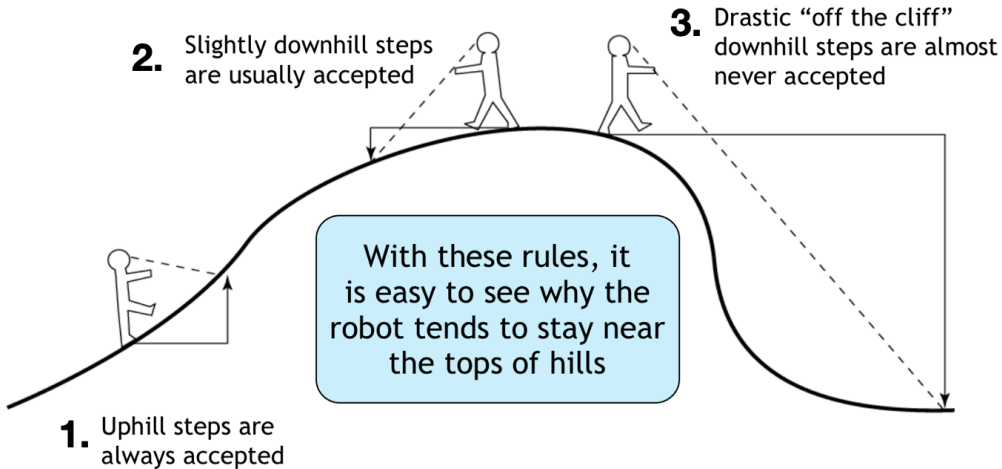 2. Slightly downhill steps
are usually accepted
3. Drastic “off the cliff”
downhill steps are almost
never accepted
With these rules, it
is easy to see why the
robot tends to stay near
the tops of hills
1. Uphill steps are
always accepted